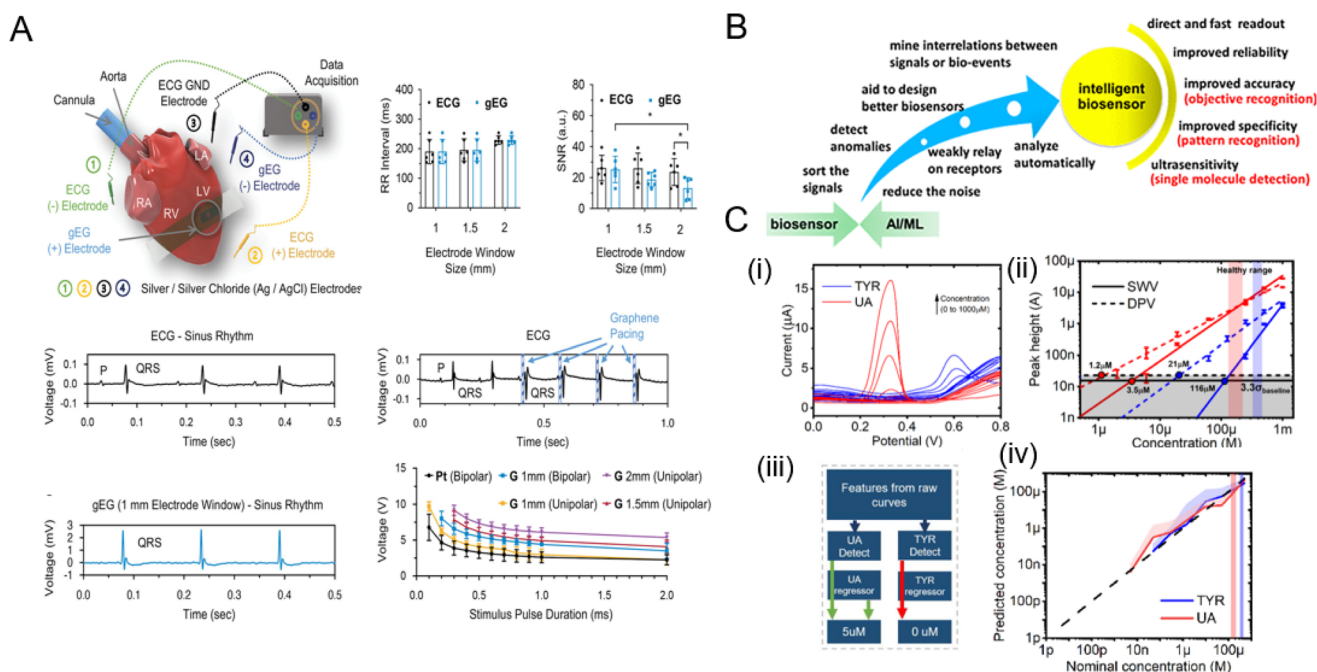 A
Aorta
Cannula
ECG GND
Electrode
Data
Acquisition
3
4
1
2
LA
LV
RA
RV
gEG
(-) Electrode
ECG
(-) Electrode
gEG
(+) Electrode
ECG
(+) Electrode
1 2 3 4 Silver / Silver Chloride (Ag / AgCl) Electrodes
ECG gEG
RR Interval (ms)
400
300
200
100
0
1 1.5 2
Electrode Window
Size (mm)
ECG gEG
SNR (a.u.)
80
60
40
20
0
*
*
1 1.5 2
Electrode Window
Size (mm)
ECG - Sinus Rhythm
Voltage (mV)
0.1
0.0
-0.1
P
QRS
0.0 0.1 0.2 0.3 0.4 0.5
Time (sec)
ECG
Graphene
Pacing
Voltage (mV)
0.1
0.0
-0.1
P
QRS
QRS
0.0 0.5 1.0
Time (sec)
gEG (1 mm Electrode Window) - Sinus Rhythm
Voltage (mV)
3
2
1
0
-1
QRS
0.0 0.1 0.2 0.3 0.4 0.5
Time (sec)
Pt (Bipolar)
G 1mm (Bipolar)
G 2mm (Unipolar)
G 1mm (Unipolar)
G 1.5mm (Unipolar)
Voltage (V)
15
10
5
0
0.0 0.5 1.0 2.0
Stimulus Pulse Duration (ms)
B
mine interrelations between
signals or bio-events
aid to design
better biosensors
detect
anomalies
sort the
signals
weakly relay
on receptors
analyze
automatically
reduce the noise
biosensor
AI/ML
intelligent
biosensor
direct and fast readout
improved reliability
improved accuracy
(objective recognition)
improved specificity
(pattern recognition)
ultrasensitivity
(single molecule detection)
C
(i)
TYR
UA
Concentration
(0 to 1000µM)
Current (µA)
15
10
5
0
0.0 0.2 0.4 0.6 0.8
Potential (V)
(ii)
SWV
DPV
Healthy range
Peak height (A)
100µ
10µ
1µ
100n
10n
1n
1.2µM
3.5µM
21µM
116µM
3.3σbaseline
1µ 10µ 100µ 1m
Concentration (M)
(iii)
Features from raw
curves
UA
Detect
TYR
Detect
UA
regressor
TYR
regressor
5uM
0 uM
(iv)
Predicted concentration (M)
100µ
1µ
10n
100p
1p
TYR
UA
1p 100p 10n 1µ 100µ
Nominal concentration (M)